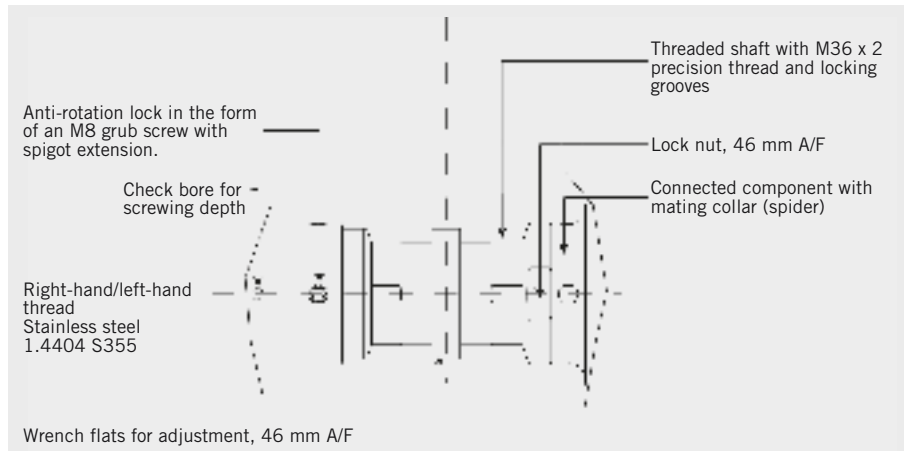 Threaded shaft with M36 x 2
precision thread and locking
grooves
Anti-rotation lock in the form
of an M8 grub screw with
spigot extension.
Lock nut, 46 mm A/F
Check bore for
screwing depth
Connected component with
mating collar (spider)
Right-hand/left-hand
thread
Stainless steel
1.4404 S355
Wrench flats for adjustment, 46 mm A/F